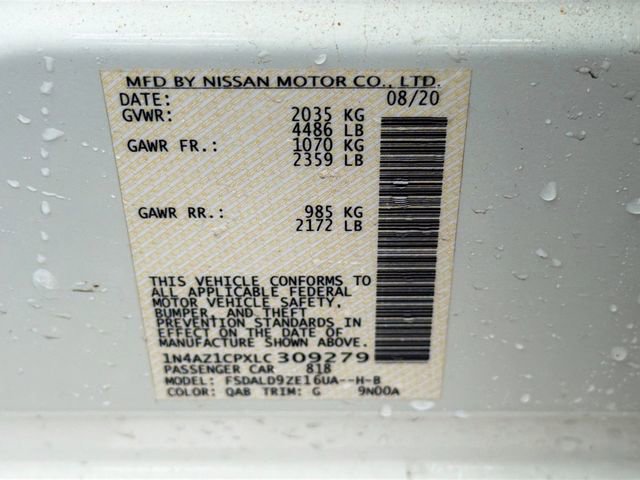 MFD BY NISSAN MOTOR CO., LTD.
DATE: 08/20
GVWR: 2035 KG
4486 LB
GAWR FR.: 1070 KG
2359 LB
GAWR RR.: 985 KG
2172 LB
THIS VEHICLE CONFORMS TO
ALL APPLICABLE FEDERAL
MOTOR VEHICLE SAFETY,
BUMPER, AND THEFT
PREVENTION STANDARDS IN
EFFECT ON THE DATE OF
MANUFACTURE SHOWN ABOVE.
1N4AZ1CPXLC 309279
PASSENGER CAR 818
MODEL: FSDALD9ZE16UA--H-B
COLOR: QAB TRIM: G 9N00A